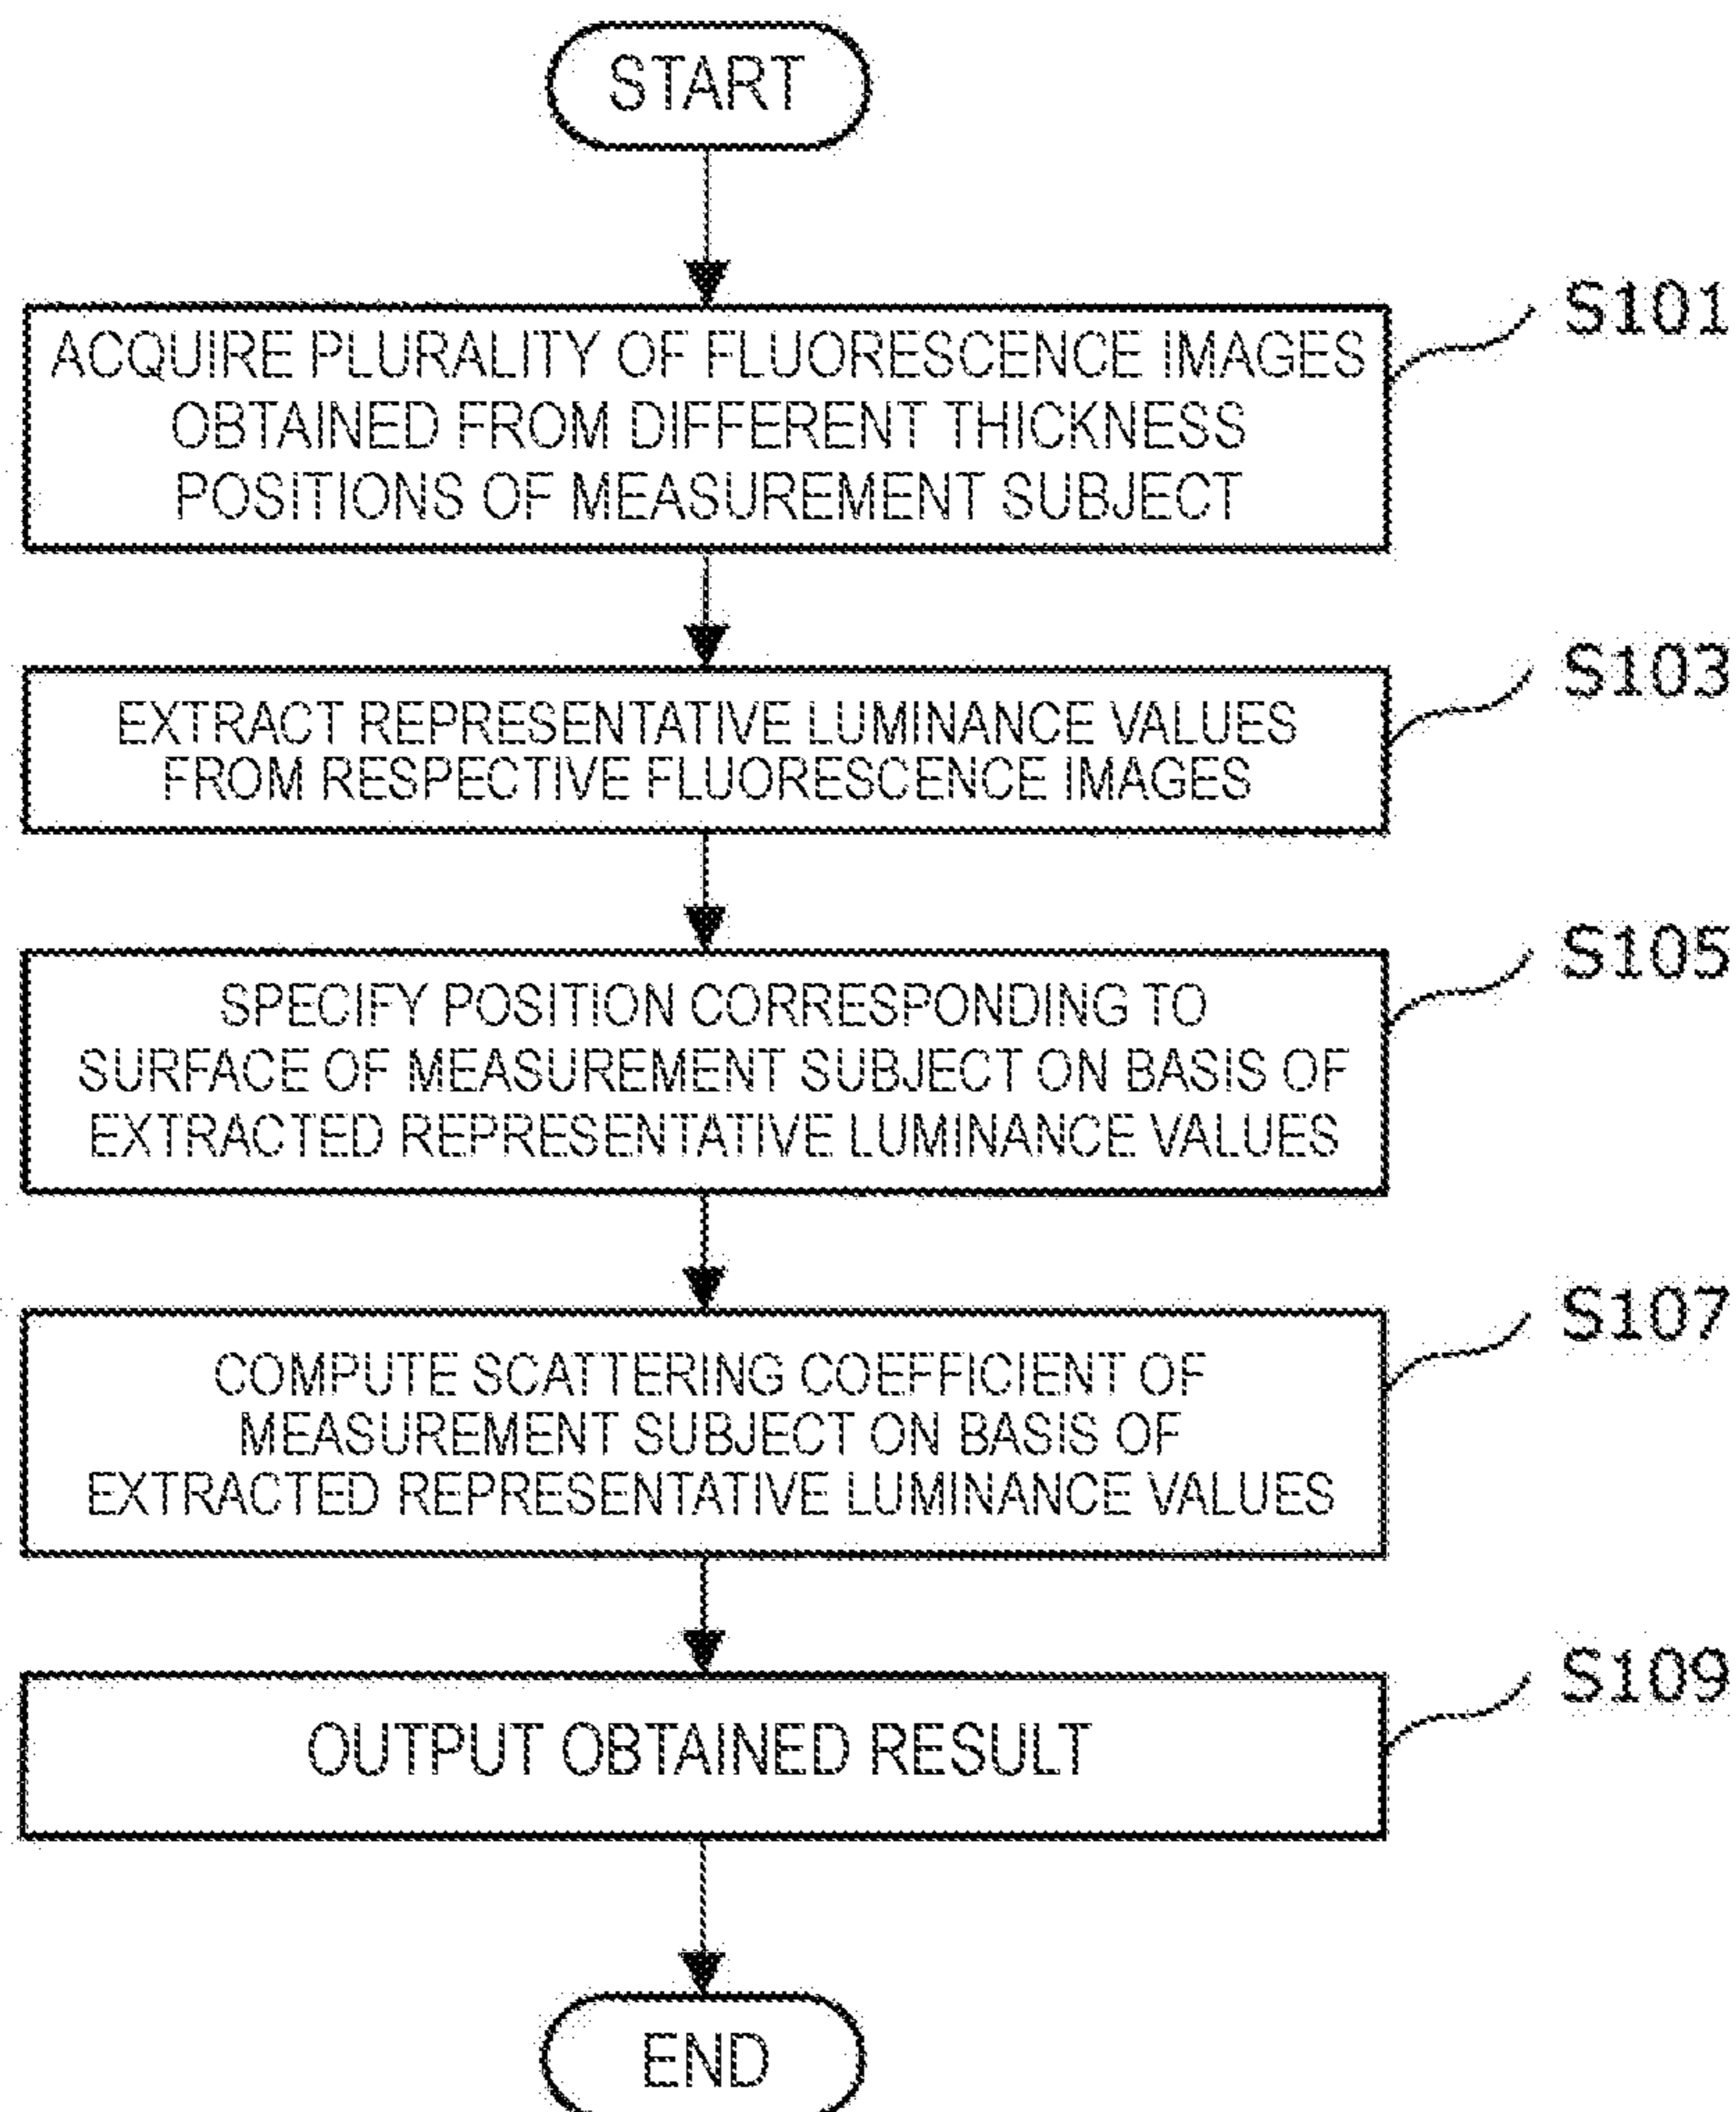 START
ACQUIRE PLURALITY OF FLUORESCENCE IMAGES
OBTAINED FROM DIFFERENT THICKNESS
POSITIONS OF MEASUREMENT SUBJECT
S101
EXTRACT REPRESENTATIVE LUMINANCE VALUES
FROM RESPECTIVE FLUORESCENCE IMAGES
S103
SPECIFY POSITION CORRESPONDING TO
SURFACE OF MEASUREMENT SUBJECT ON BASIS OF
EXTRACTED REPRESENTATIVE LUMINANCE VALUES
S105
COMPUTE SCATTERING COEFFICIENT OF
MEASUREMENT SUBJECT ON BASIS OF
EXTRACTED REPRESENTATIVE LUMINANCE VALUES
S107
OUTPUT OBTAINED RESULT
S109
END